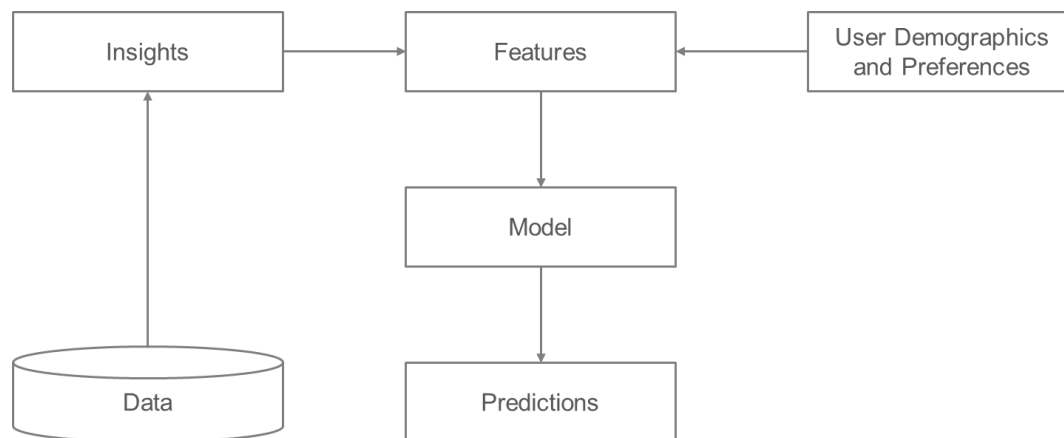 Insights
Features
User Demographics
and Preferences
Model
Data
Predictions